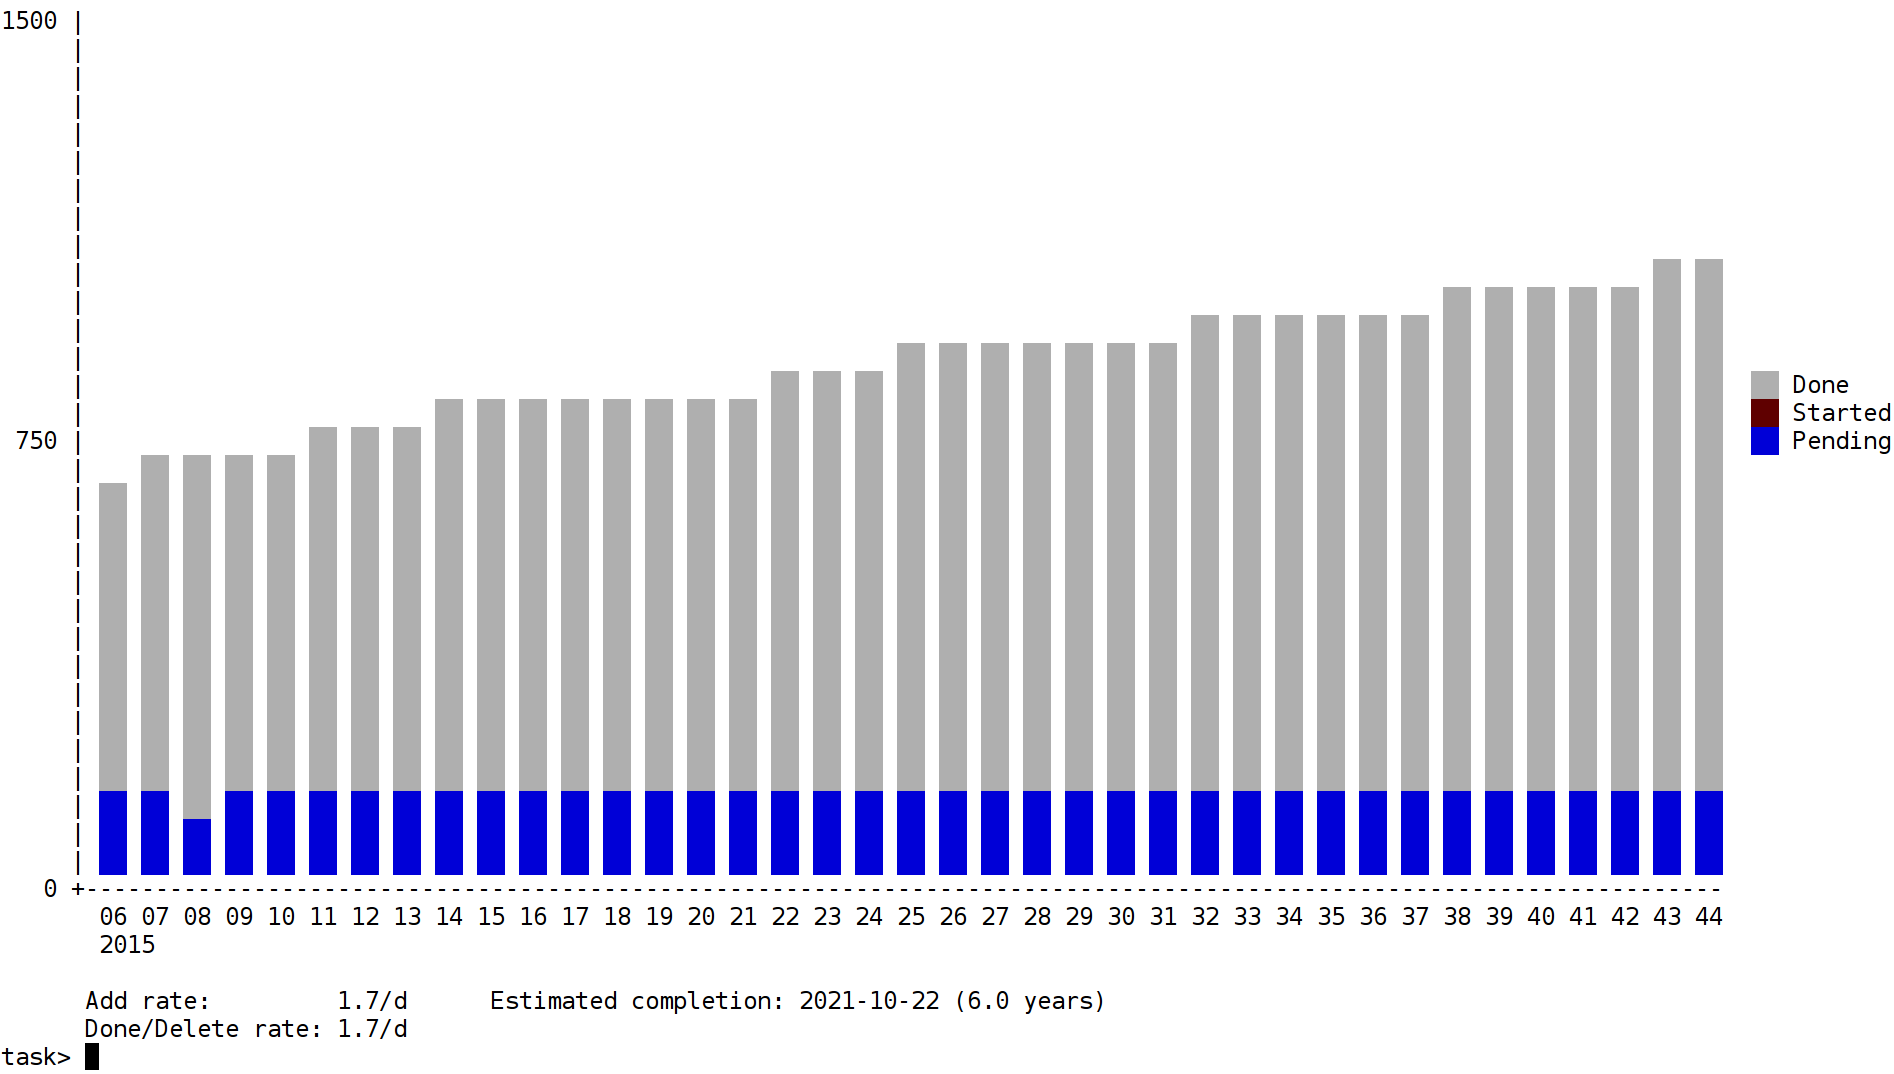 1500
750
0
Done
Started
Pending
06 07 08 09 10 11 12 13 14 15 16 17 18 19 20 21 22 23 24 25 26 27 28 29 30 31 32 33 34 35 36 37 38 39 40 41 42 43 44
2015
Add rate: 1.7/d Estimated completion: 2021-10-22 (6.0 years)
Done/Delete rate: 1.7/d
task>